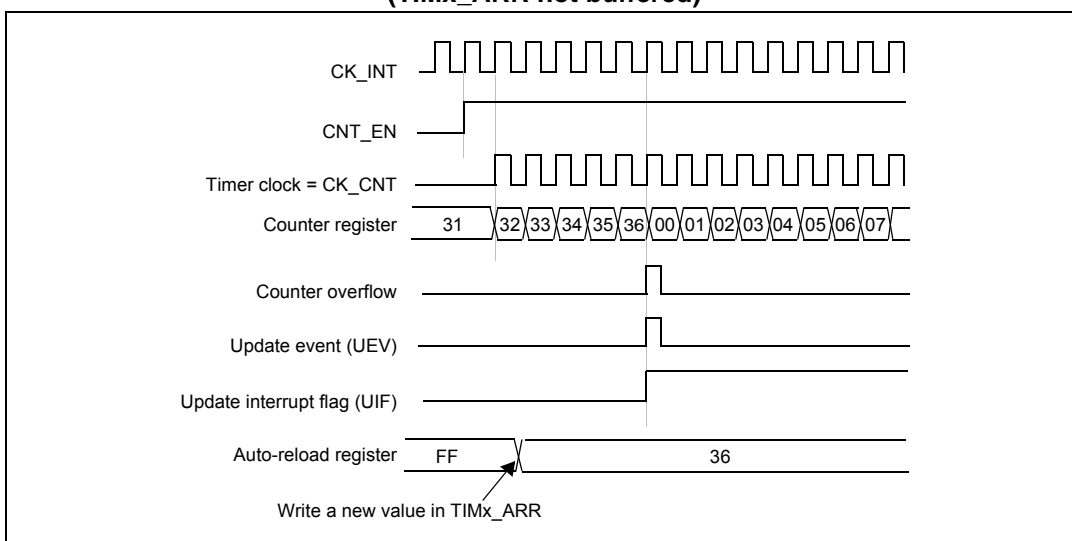 (TIMx_ARR not buffered)
CK_INT
CNT_EN
Timer clock = CK_CNT
Counter register 31 32 33 34 35 36 00 01 02 03 04 05 06 07
Counter overflow
Update event (UEV)
Update interrupt flag (UIF)
Auto-reload register FF 36
Write a new value in TIMx_ARR